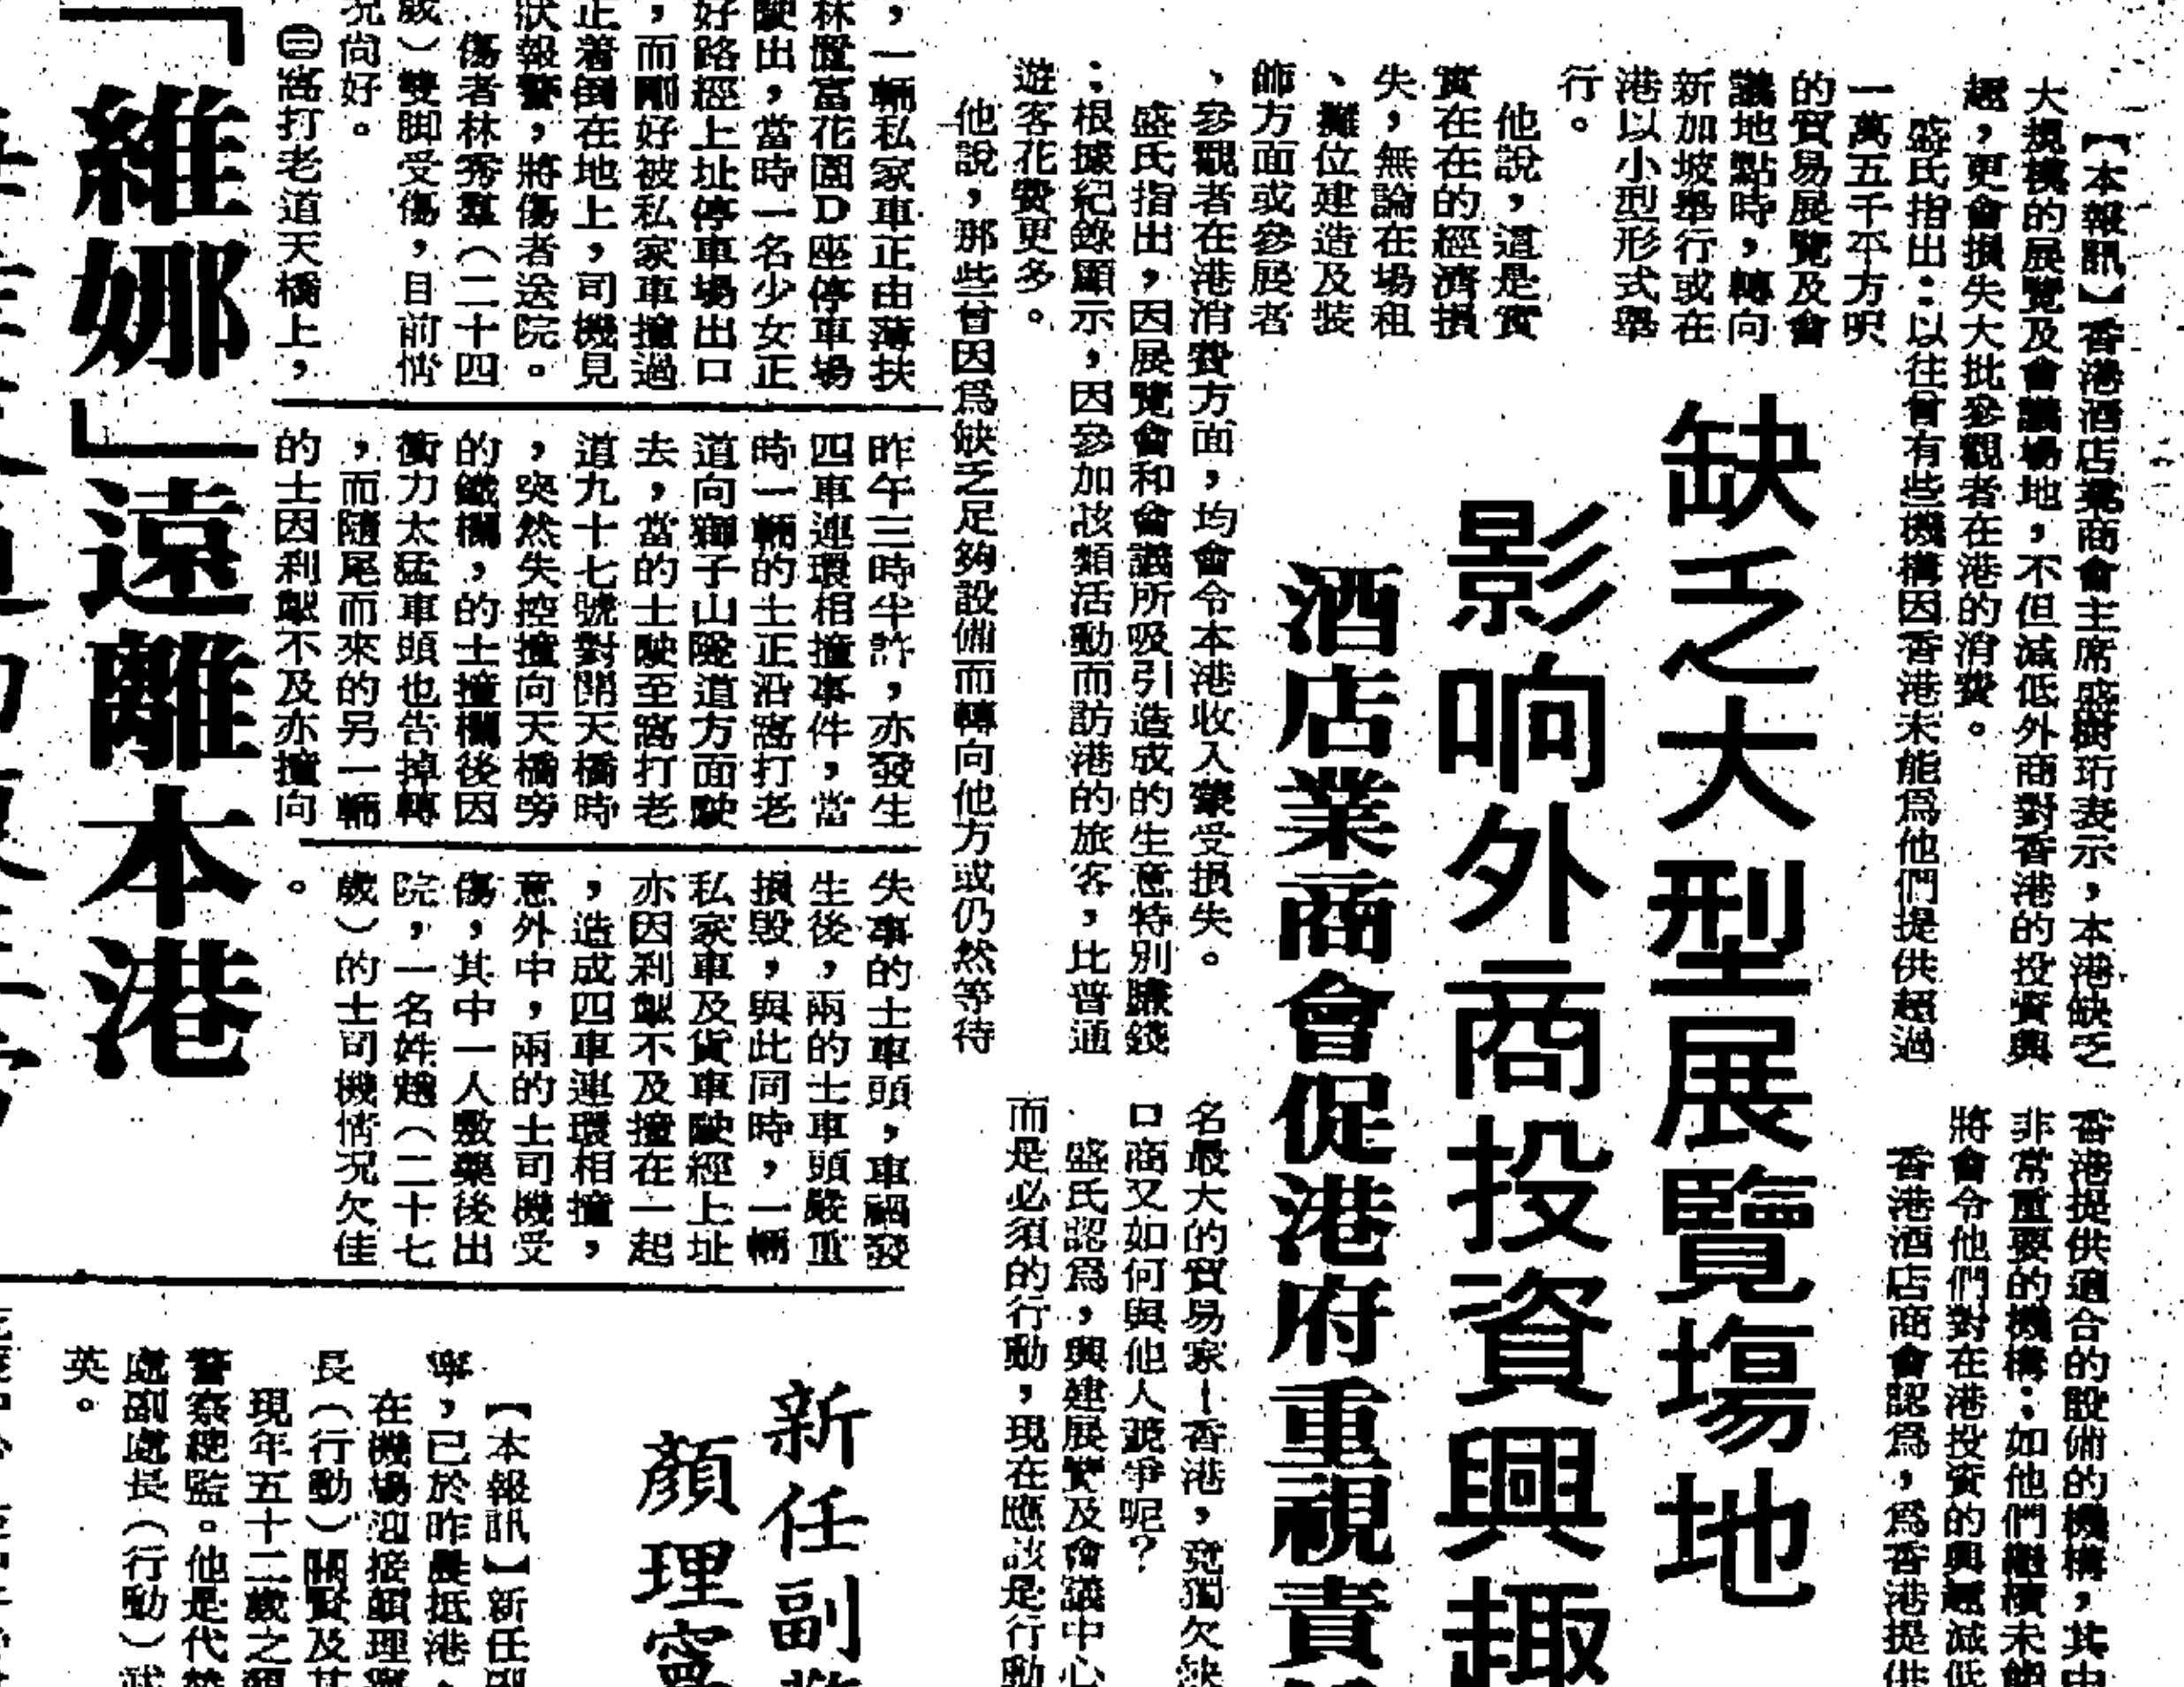 缺乏大型展覽場地
影响外商投資興趣
酒店業商會促港府重視責
【本報訊】香港酒店業商會主席盛樹珩表示，本港缺乏
大規模的展覽及會議場地，不但減低外商對香港的投資興
趣，更會損失大批參觀者在港的消費。
盛氏指出：以往曾有些機構因香港未能爲他們提供超過
一萬五千平方呎
的貿易展覽及會
議地點時，轉向
新加坡舉行或在
港以小型形式舉
行。
他說，這是實
實在在的經濟損
失，無論在場租
、攤位建造及裝
飾方面或參展者
、參觀者在港消費方面，均會令本港收入蒙受損失。
盛氏指出，因展覽會和會議所吸引造成的生意特別賺錢
：根據紀錄顯示，因參加該類活動而訪港的旅客，比普通
遊客花費更多。
他說，那些曾因爲缺乏足夠設備而轉向他方或仍然等待
香港提供適合的設備的機構，其中
非常重要的機構：如他們繼續未能
將會令他們對在港投資的興趣減低
香港酒店商會認爲，爲香港提供
名最大的貿易家—香港，竟獨欠缺
口商又如何與他人競爭呢？
盛氏認爲，興建展覽及會議中心
而是必須的行動，現在應該是行動
，一輛私家車正由薄扶
林置富花園D座停車場
駛出，當時一名少女正
好路經上址停車場出口
，而剛好被私家車撞過
正着倒在地上，司機見
狀報警，將傷者送院。
傷者林秀羣（二十四
歲）雙脚受傷，目前情
况尚好。
㊂窩打老道天橋上，
昨午三時半許，亦發生
四車連環相撞事件，當
時一輛的士正沿窩打老
道向獅子山隧道方面駛
去，當的士駛至窩打老
道九十七號對開天橋時
，突然失控撞向天橋旁
的鐵欄，的士撞欄後因
衝力太猛車頭也告掉轉
，而隨尾而來的另一輛
的士因利掣不及亦撞向
失事的士車頭，車禍發
生後，兩的士車頭嚴重
損毀，與此同時，一輛
私家車及貨車駛經上址
亦因利掣不及撞在一起
，造成四車連環相撞，
意外中，兩的士司機受
傷，其中一人敷藥後出
院，一名姓趙（二十七
歲）的士司機情况欠佳
。
「維娜」遠離本港
新任副
顏理寧
【本報訊】新任副
寧，已於昨晨抵港，
在機場迎接顏理寧
長（行動）關賢及其
現年五十二歲之顏
警察總監。他是代替
處副處長（行動）武
英。